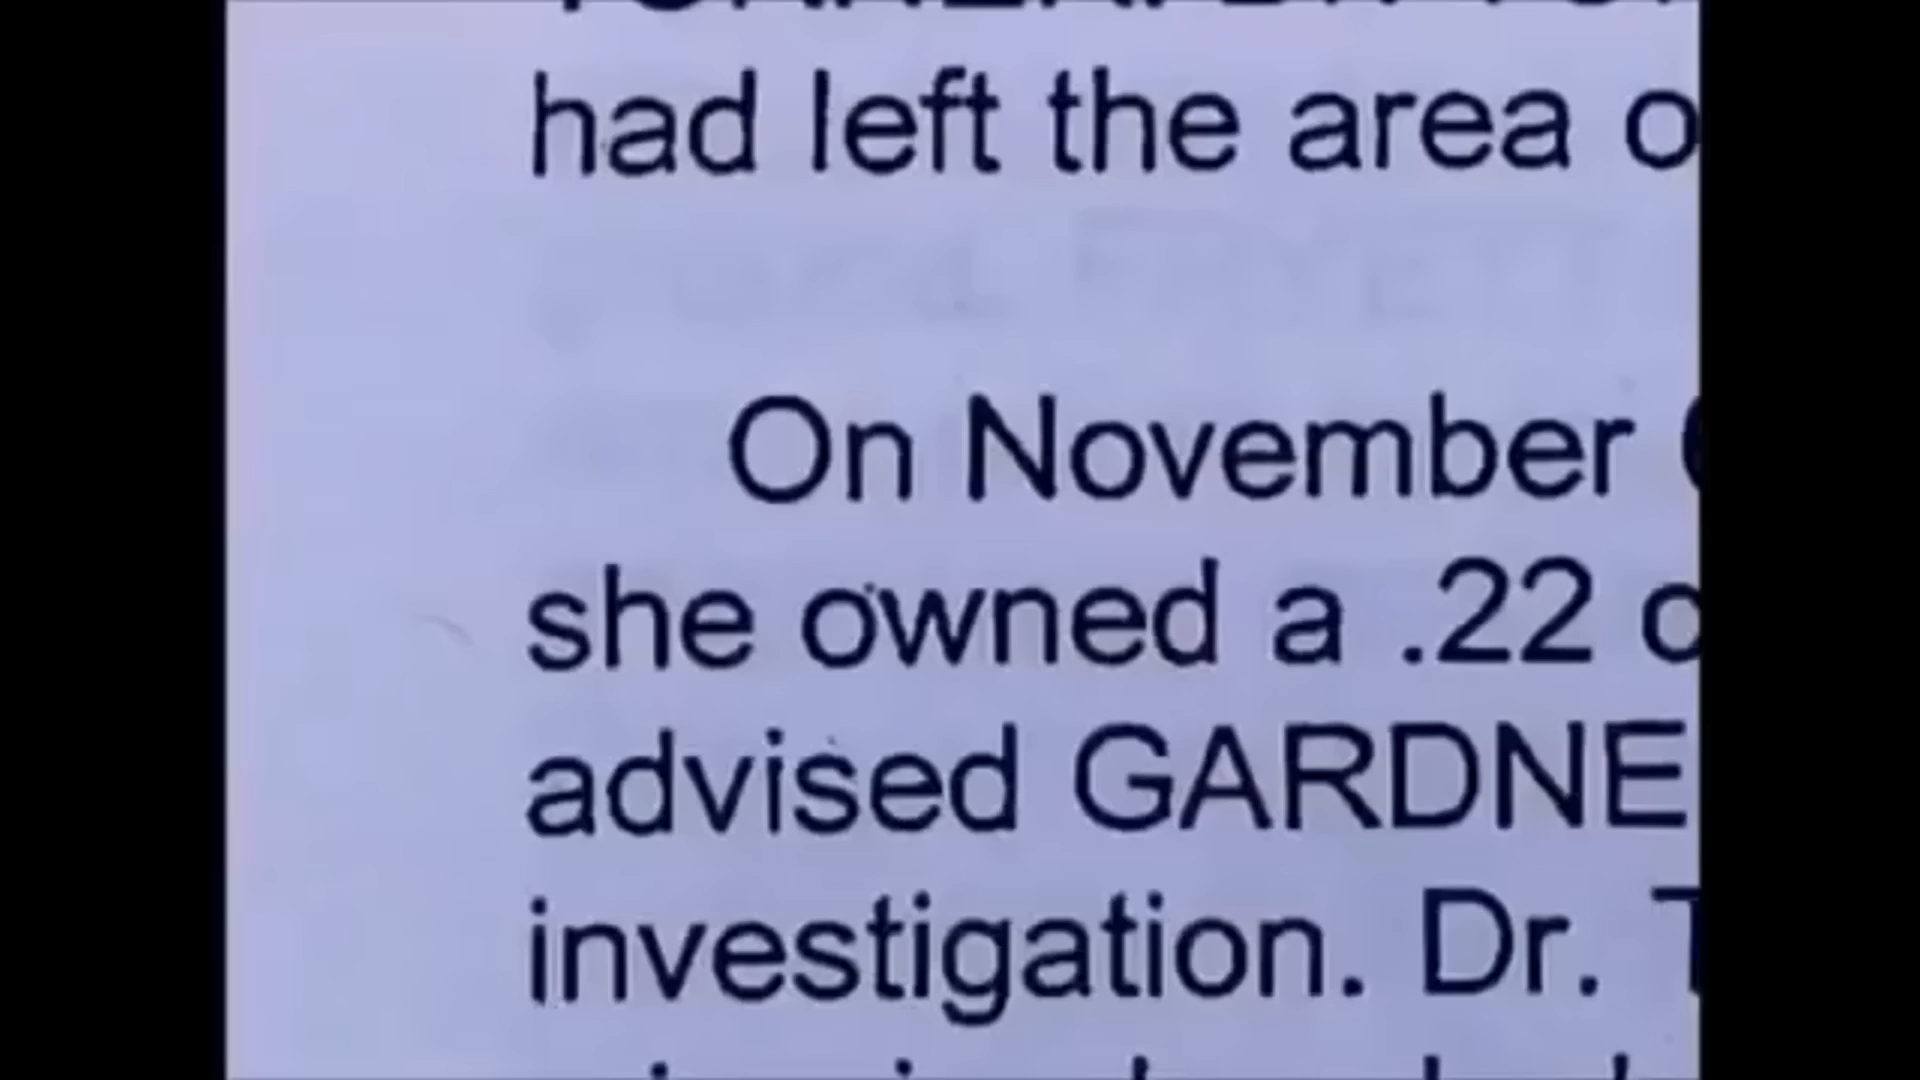 had left the area
On November
she owned a .22
advised GARDNE
investigation. Dr.